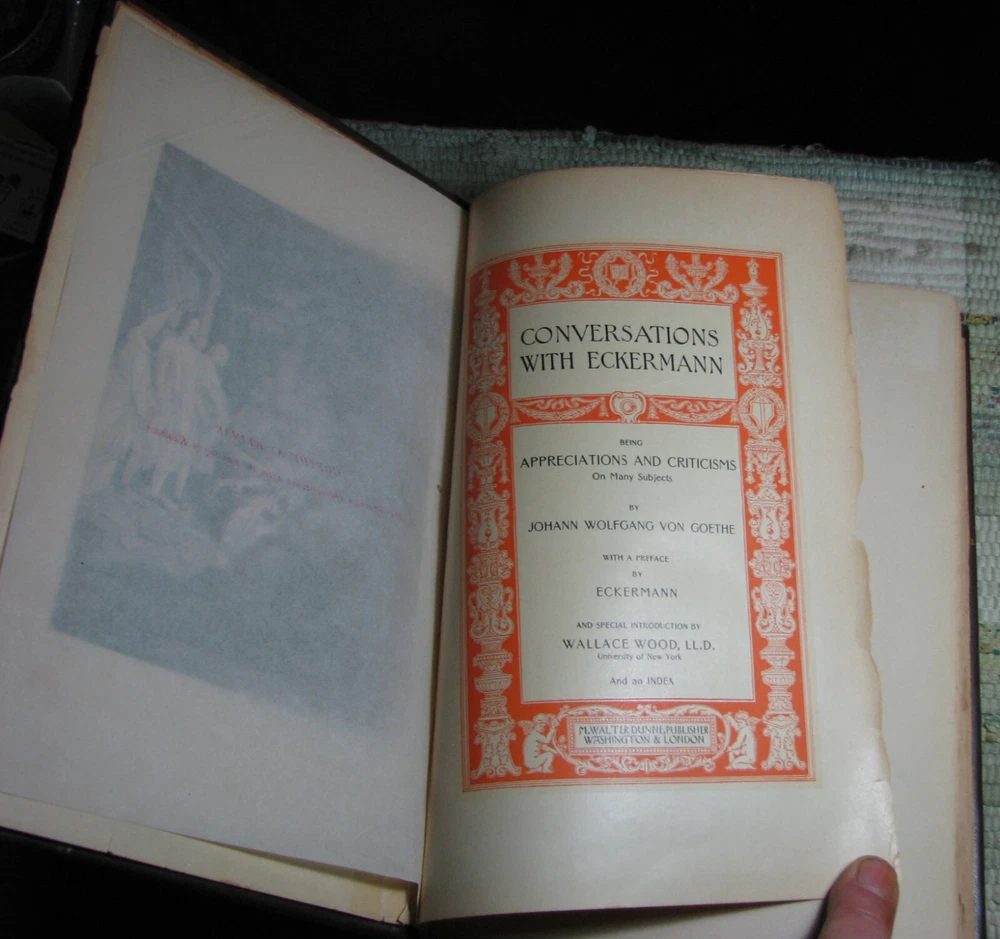 CONVERSATIONS
WITH ECKERMANN
BEING
APPRECIATIONS AND CRITICISMS
On Many Subjects
BY
JOHANN WOLFGANG VON GOETHE
WITH A PREFACE
BY
ECKERMANN
AND SPECIAL INTRODUCTION BY
WALLACE WOOD, LL.D.
University of New York
And an INDEX
M. WALTER DUNNE, PUBLISHER
WASHINGTON & LONDON